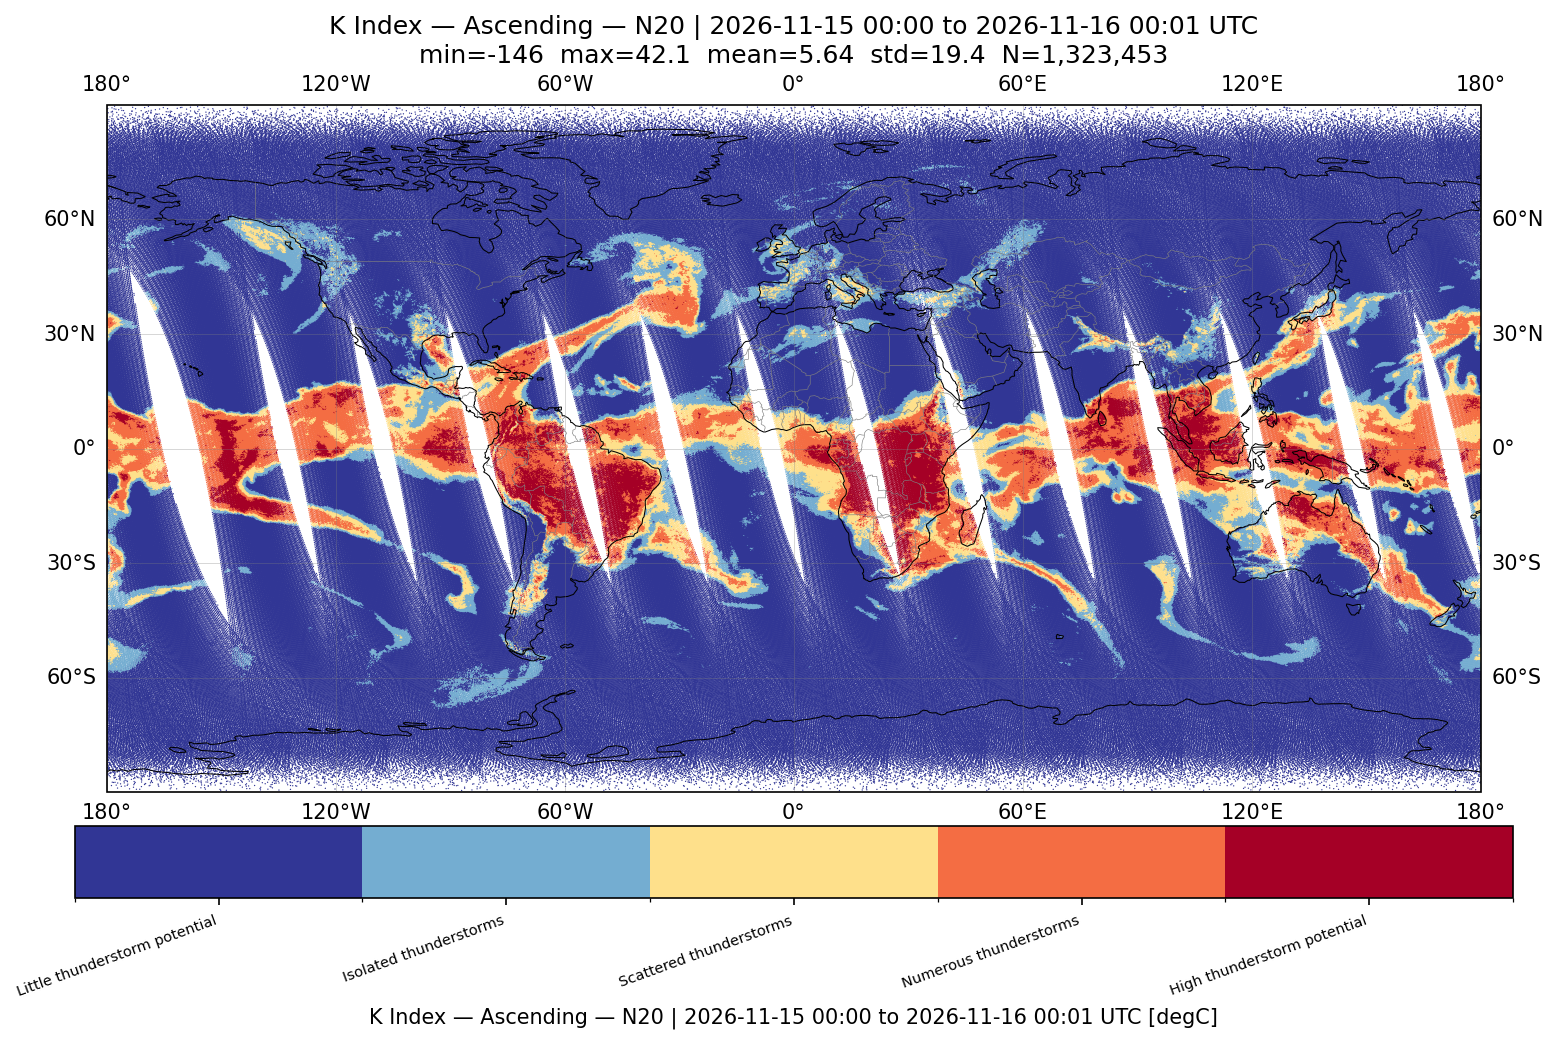 K Index — Ascending — N20 | 2026-11-15 00:00 to 2026-11-16 00:01 UTC
min=-146 max=42.1 mean=5.64 std=19.4 N=1,323,453
180° 120°W 60°W 0° 60°E 120°E 180°
60°N 60°N
30°N 30°N
0° 0°
30°S 30°S
60°S 60°S
180° 120°W 60°W 0° 60°E 120°E 180°
Little thunderstorm potential
Isolated thunderstorms
Scattered thunderstorms
Numerous thunderstorms
High thunderstorm potential
K Index — Ascending — N20 | 2026-11-15 00:00 to 2026-11-16 00:01 UTC [degC]